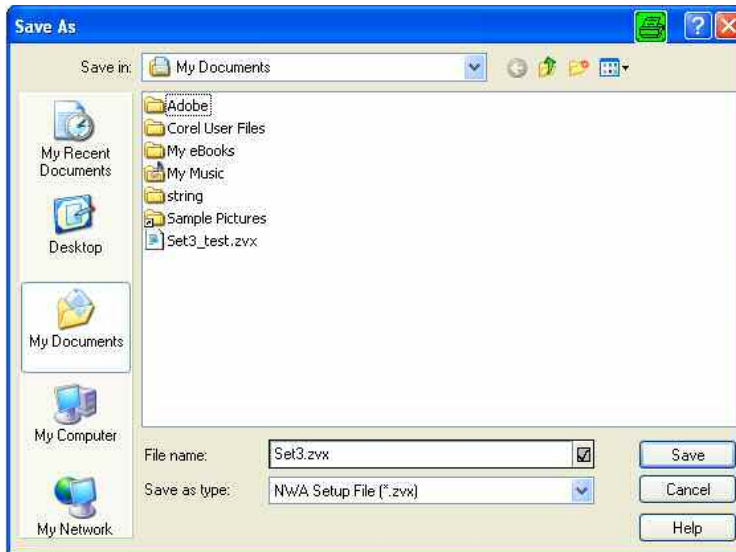 Save As
Save in:
My Documents
My Recent
Documents
Desktop
My Documents
My Computer
My Network
Adobe
Corel User Files
My eBooks
My Music
string
Sample Pictures
Set3_test.zvx
File name:
Set3.zvx
Save
Save as type:
NWA Setup File (*.zvx)
Cancel
Help